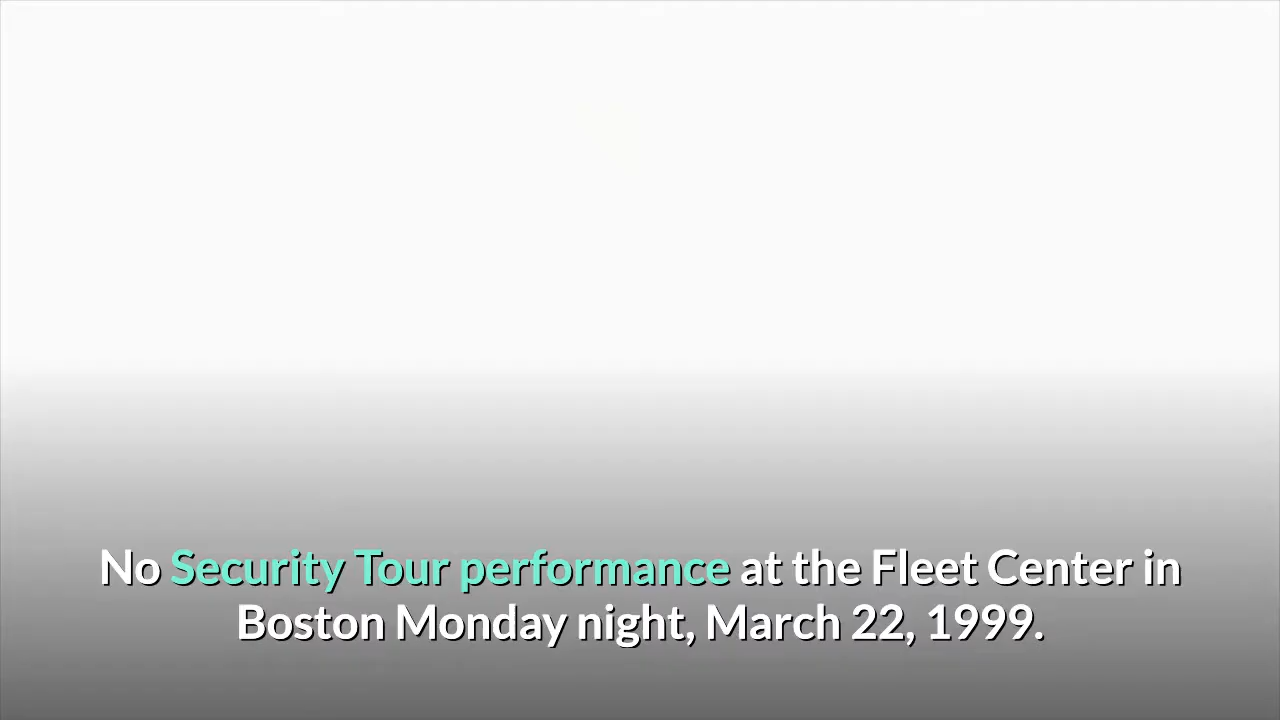 No Security Tour performance at the Fleet Center in
Boston Monday night, March 22, 1999.